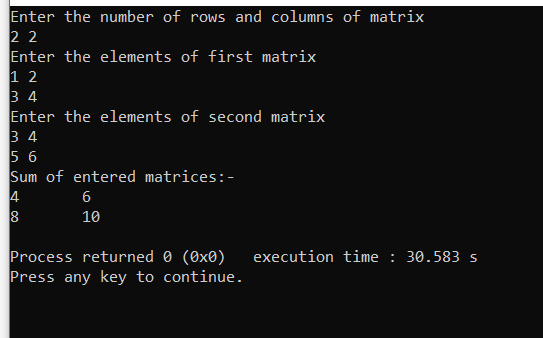 Enter the number of rows and columns of matrix
2 2
Enter the elements of first matrix
1 2
3 4
Enter the elements of second matrix
3 4
5 6
Sum of entered matrices:-
4       6
8       10
Process returned 0 (0x0)   execution time : 30.583 s
Press any key to continue.